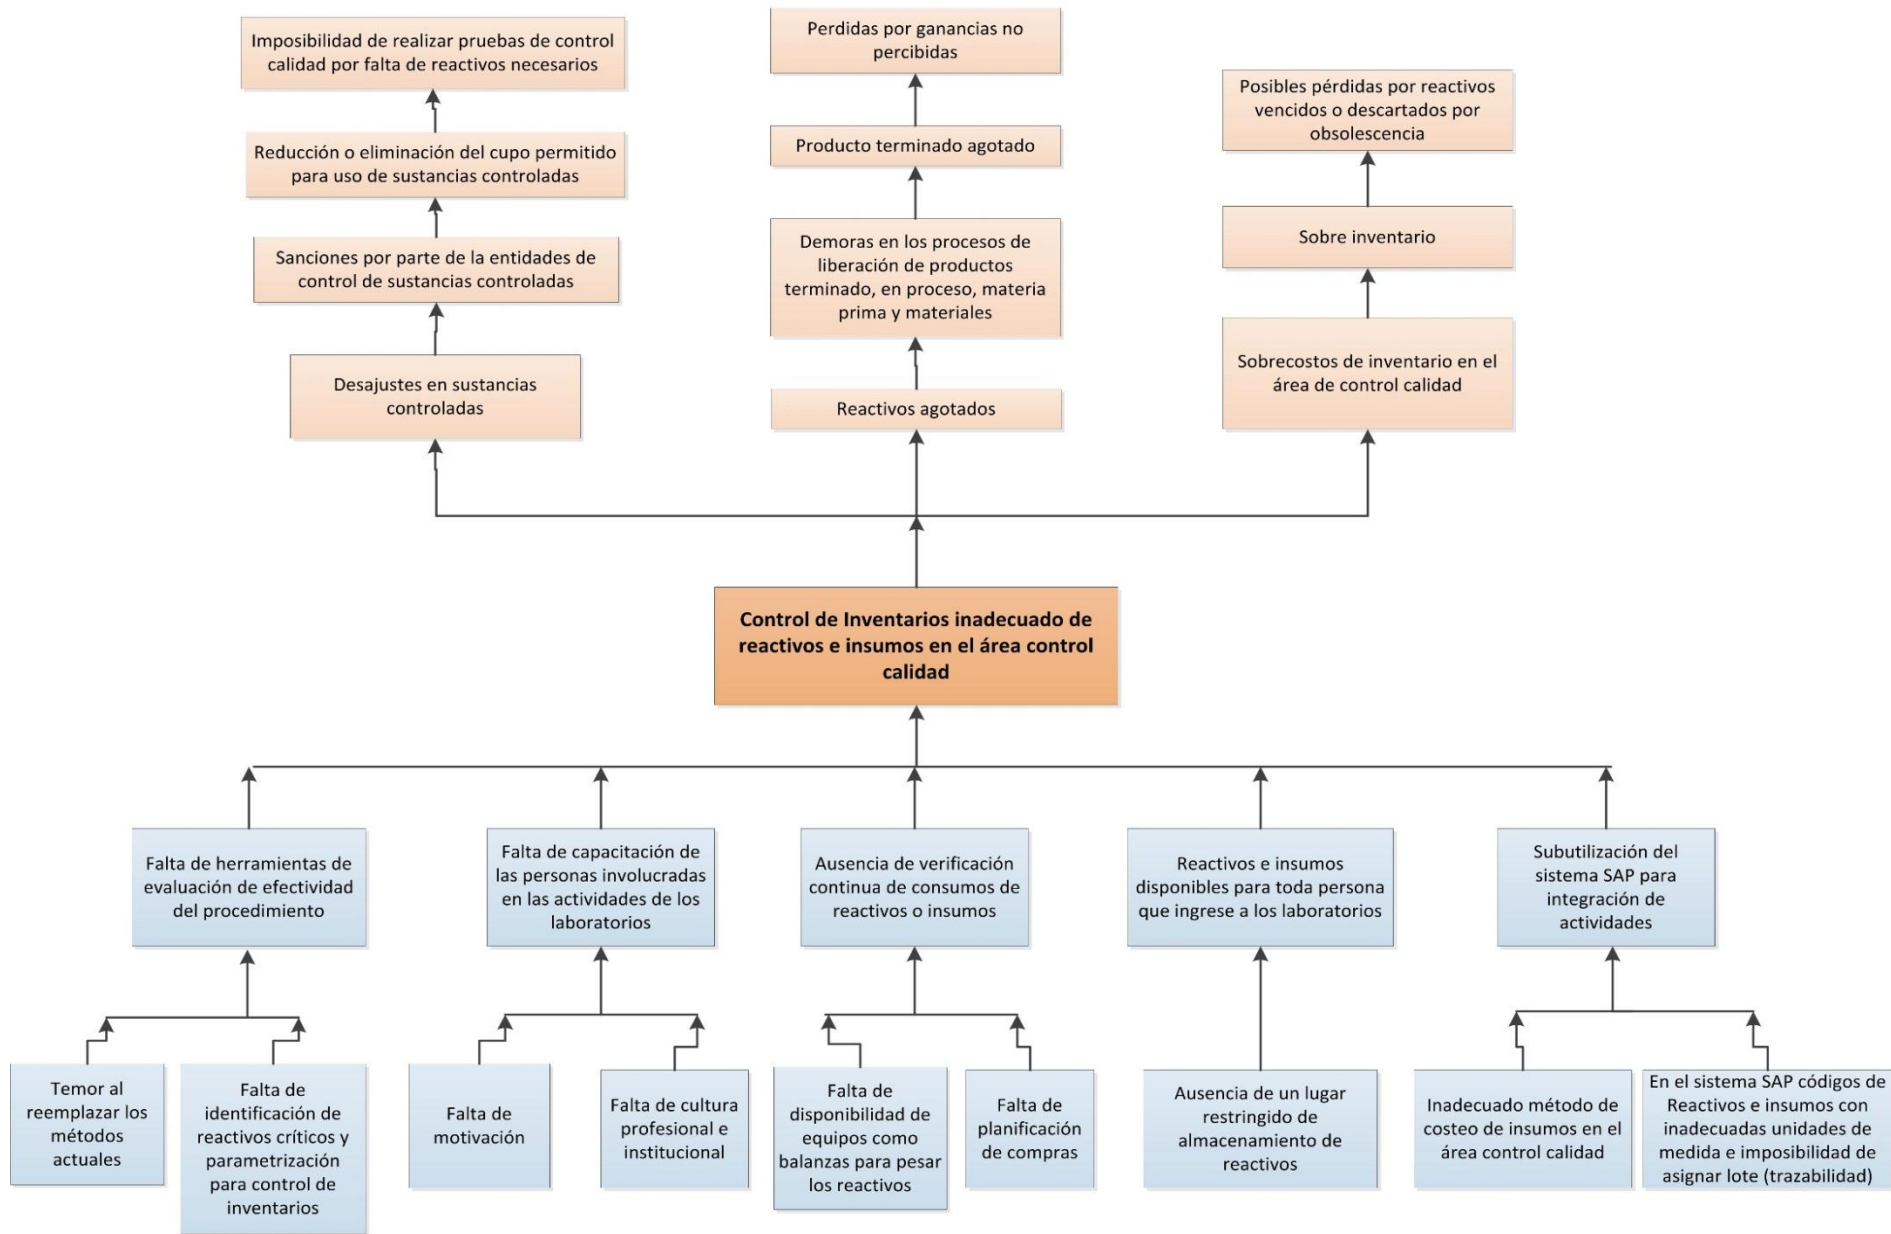 Imposibilidad de realizar pruebas de control
calidad por falta de reactivos necesarios
Perdidas por ganancias no
percibidas
Posibles pérdidas por reactivos
vencidos o descartados por
obsolescencia
Reducción o eliminación del cupo permitido
para uso de sustancias controladas
Producto terminado agotado
Sanciones por parte de la entidades de
control de sustancias controladas
Demoras en los procesos de
liberación de productos
terminado, en proceso, materia
prima y materiales
Sobre inventario
Desajustes en sustancias
controladas
Reactivos agotados
Sobrecostos de inventario en el
área de control calidad
Control de Inventarios inadecuado de
reactivos e insumos en el área control
calidad
Falta de herramientas de
evaluación de efectividad
del procedimiento
Falta de capacitación de
las personas involucradas
en las actividades de los
laboratorios
Ausencia de verificación
continua de consumos de
reactivos o insumos
Reactivos e insumos
disponibles para toda persona
que ingrese a los laboratorios
Subutilización del
sistema SAP para
integración de
actividades
Temor al
reemplazar los
métodos
actuales
Falta de
identificación de
reactivos críticos y
parametrización
para control de
inventarios
Falta de
motivación
Falta de cultura
profesional e
institucional
Falta de
disponibilidad de
equipos como
balanzas para pesar
los reactivos
Falta de
planificación
de compras
Ausencia de un lugar
restringido de
almacenamiento de
reactivos
Inadecuado método de
costeo de insumos en el
área control calidad
En el sistema SAP códigos de
Reactivos e insumos con
inadecuadas unidades de
medida e imposibilidad de
asignar lote (trazabilidad)